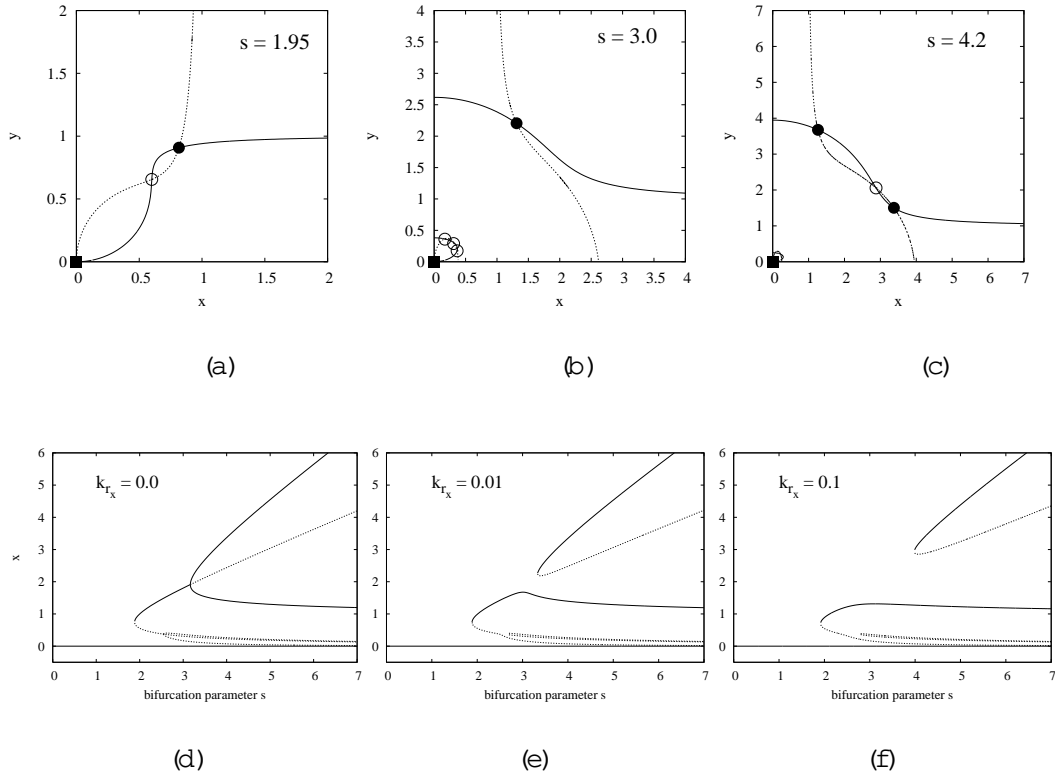 s = 1.95
s = 3.0
s = 4.2
2
1.5
1
0.5
0
y
0 0.5 1 1.5 2
x
4
3.5
3
2.5
2
1.5
1
0.5
0
y
0 0.5 1 1.5 2 2.5 3 3.5 4
x
7
6
5
4
3
2
1
0
y
0 1 2 3 4 5 6 7
x
(a) (b) (c)
k_{r_x} = 0.0
6
5
4
3
2
1
0
x
0 1 2 3 4 5 6 7
bifurcation parameter s
k_{r_x} = 0.01
6
5
4
3
2
1
0
0 1 2 3 4 5 6 7
bifurcation parameter s
k_{r_x} = 0.1
6
5
4
3
2
1
0
0 1 2 3 4 5 6 7
bifurcation parameter s
(d) (e) (f)